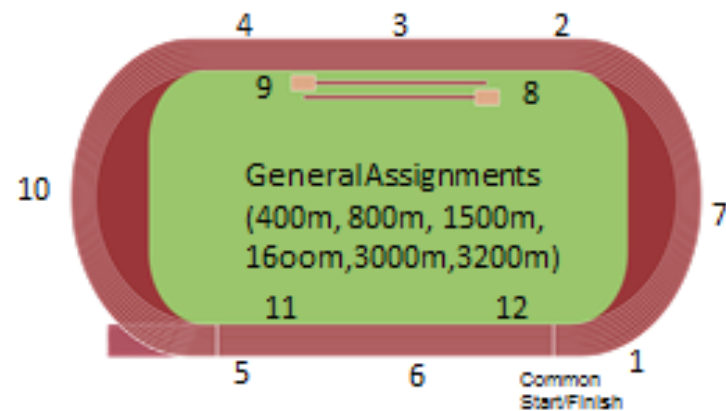 4 3 2
9 8
10 7
GeneralAssignments
(400m, 800m, 1500m,
16oom,3000m,3200m)
11 12
5 6 1
Common
Start/Finish